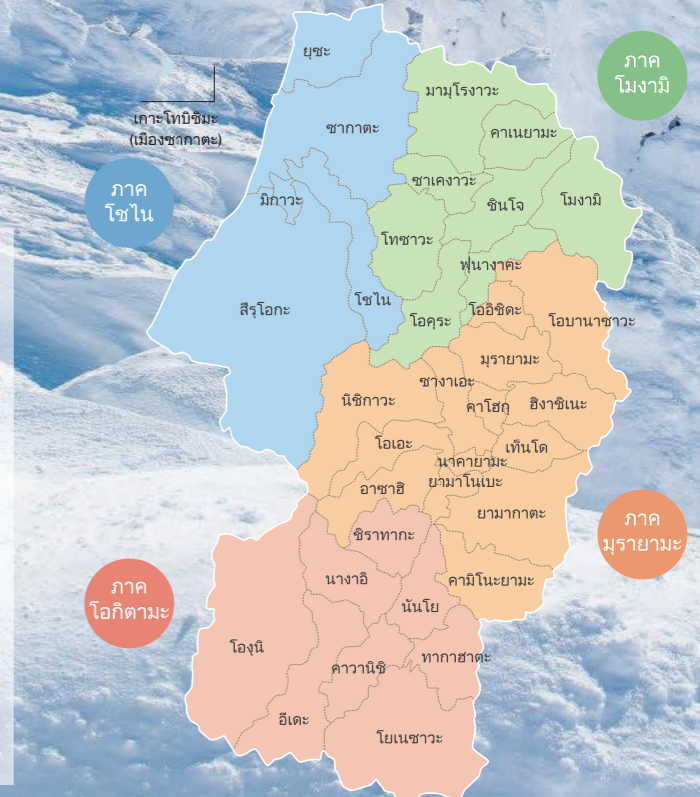 ยุซะ
ภาค
โมงามิ
มามุโรงาวะ
เกาะโทบิชิมะ
(เมืองซากาตะ)
ซากาตะ
คาเนยามะ
ซาเคงาวะ
ภาค
โชไน
มิกาวะ
ชินโจ
โมงามิ
โทซาวะ
ฟุนางาตะ
โชไน
สึรุโอกะ
โอคุระ
โออิชิดะ
โอบานาซาวะ
มุรายามะ
ซางาเอะ
นิชิกาวะ
คาโฮกุ
ฮิงาชิเนะ
โอเอะ
เท็นโด
นาคายามะ
ยามาโนเบะ
อาซาฮิ
ยามากาตะ
ภาค
มุรายามะ
ชิราทากะ
นางาอิ
คามิโนะยามะ
ภาค
โอกิตามะ
นันโย
โองุนิ
ทากาฮาตะ
คาวานิชิ
อีเดะ
โยเนซาวะ